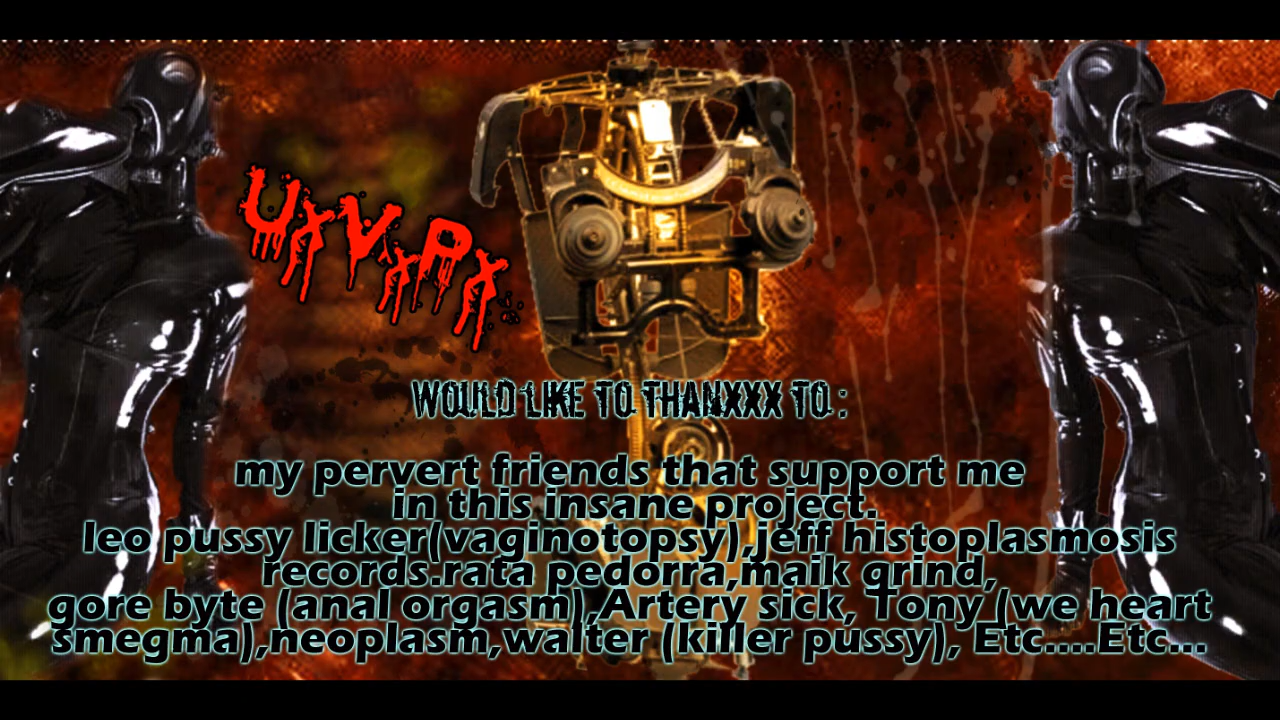 U.V.P.
WOULD LIKE TO THANXXX TO :
my pervert friends that support me
in this insane project.
leo pussy licker(vaginotopsy),jeff histoplasmosis
records.rata pedorra,maik grind,
gore byte (anal orgasm),Artery sick, Tony (we heart
smegma),neoplasm,walter (killer pussy), Etc....Etc...